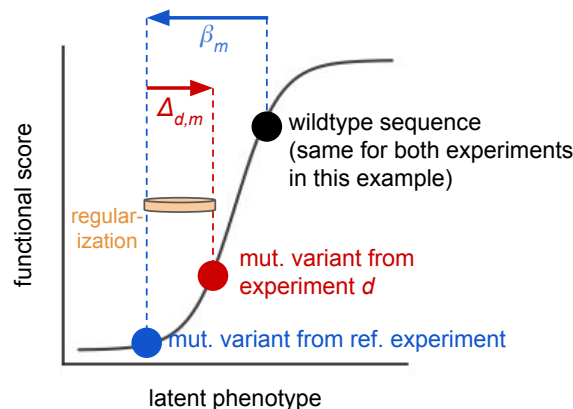 β_m
Δ_{d,m}
wildtype sequence
(same for both experiments
in this example)
regular-
ization
functional score
mut. variant from
experiment d
mut. variant from ref. experiment
latent phenotype